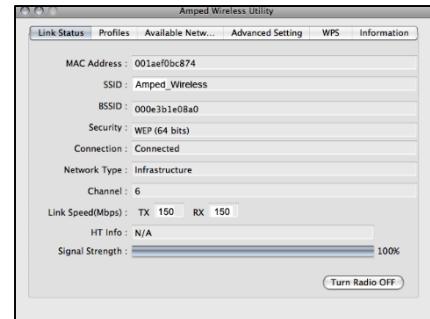 Amped Wireless Utility
Link Status Profiles Available Netw... Advanced Setting WPS Information
MAC Address : 001aef0bc874
SSID : Amped_Wireless
BSSID : 000e3b1e08a0
Security : WEP (64 bits)
Connection : Connected
Network Type : Infrastructure
Channel : 6
Link Speed(Mbps) : TX 150 RX 150
HT Info : N/A
Signal Strength : 100%
Turn Radio OFF